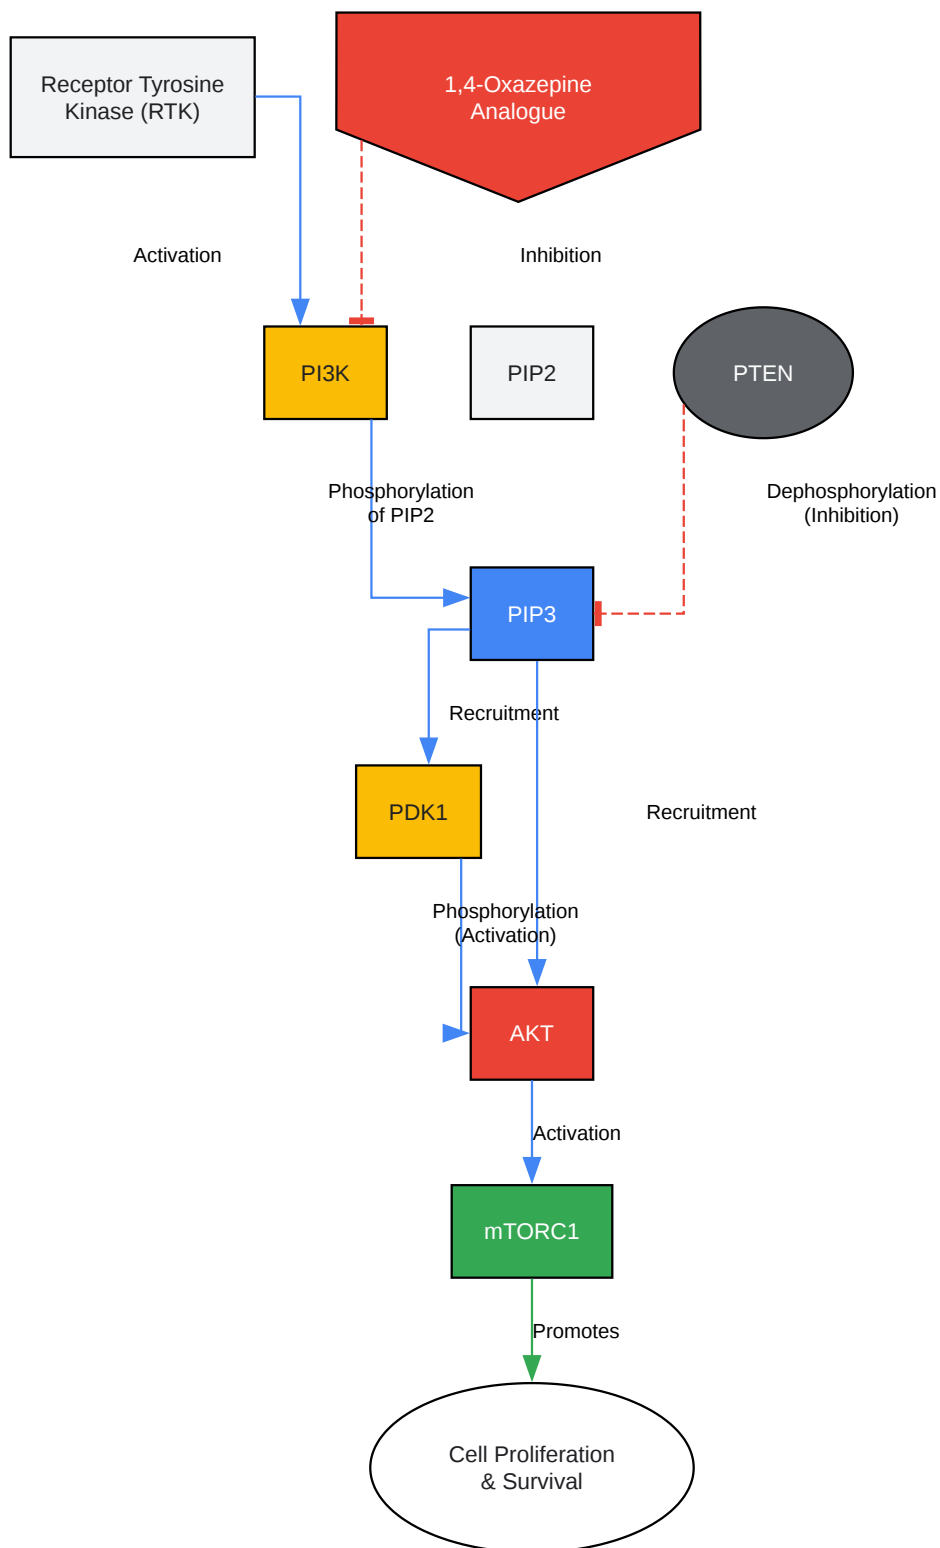 Receptor Tyrosine
Kinase (RTK)
1,4-Oxazepine
Analogue
Activation
Inhibition
PI3K
PIP2
PTEN
Phosphorylation
of PIP2
Dephosphorylation
(Inhibition)
PIP3
Recruitment
PDK1
Recruitment
Phosphorylation
(Activation)
AKT
Activation
mTORC1
Promotes
Cell Proliferation
& Survival